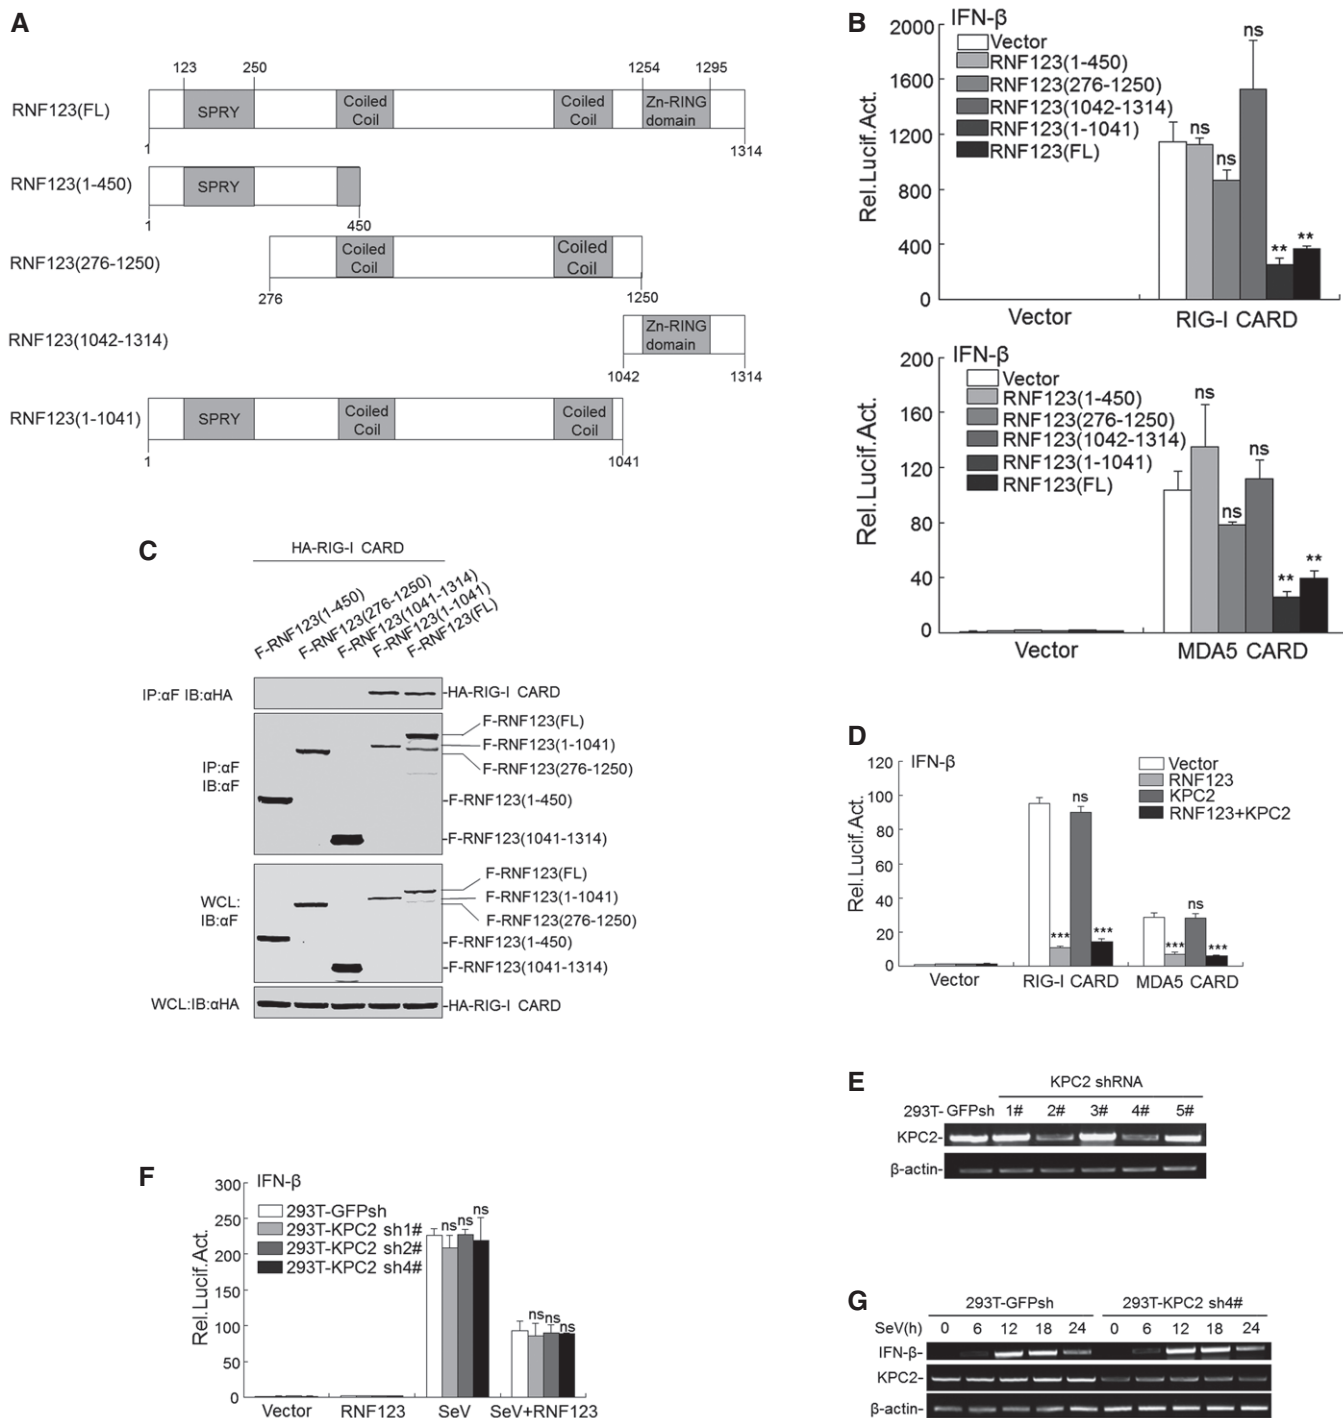 A
123 250 1254 1295
RNF123(FL)
SPRY
Coiled Coil
Coiled Coil
Zn-RING domain
1
1314
RNF123(1-450)
SPRY
1
450
RNF123(276-1250)
Coiled Coil
Coiled Coil
276
1250
RNF123(1042-1314)
Zn-RING domain
1042
1314
RNF123(1-1041)
SPRY
Coiled Coil
Coiled Coil
1
1041
B
IFN-β
Vector
RNF123(1-450)
RNF123(276-1250)
RNF123(1042-1314)
RNF123(1-1041)
RNF123(FL)
Rel.Lucif.Act.
2000
1600
1200
800
400
0
ns
ns
ns
**
**
Vector
RIG-I CARD
IFN-β
Vector
RNF123(1-450)
RNF123(276-1250)
RNF123(1042-1314)
RNF123(1-1041)
RNF123(FL)
Rel.Lucif.Act.
200
160
120
80
40
0
ns
ns
ns
**
**
Vector
MDA5 CARD
C
HA-RIG-I CARD
F-RNF123(1-450)
F-RNF123(276-1250)
F-RNF123(1041-1314)
F-RNF123(1-1041)
F-RNF123(FL)
IP:αF IB:αHA
-HA-RIG-I CARD
IP:αF
IB:αF
F-RNF123(FL)
F-RNF123(1-1041)
F-RNF123(276-1250)
-F-RNF123(1-450)
-F-RNF123(1041-1314)
WCL:
IB:αF
F-RNF123(FL)
F-RNF123(1-1041)
F-RNF123(276-1250)
-F-RNF123(1-450)
-F-RNF123(1041-1314)
WCL:IB:αHA
-HA-RIG-I CARD
D
IFN-β
Vector
RNF123
KPC2
RNF123+KPC2
Rel.Lucif.Act.
120
100
80
60
40
20
0
***
ns
***
***
ns
***
Vector
RIG-I CARD
MDA5 CARD
E
KPC2 shRNA
293T- GFPsh 1# 2# 3# 4# 5#
KPC2-
β-actin-
F
IFN-β
293T-GFPsh
293T-KPC2 sh1#
293T-KPC2 sh2#
293T-KPC2 sh4#
Rel.Lucif.Act.
300
250
200
150
100
50
0
ns
ns
ns
ns
ns
ns
Vector
RNF123
SeV
SeV+RNF123
G
293T-GFPsh
293T-KPC2 sh4#
SeV(h) 0 6 12 18 24 0 6 12 18 24
IFN-β-
KPC2-
β-actin-